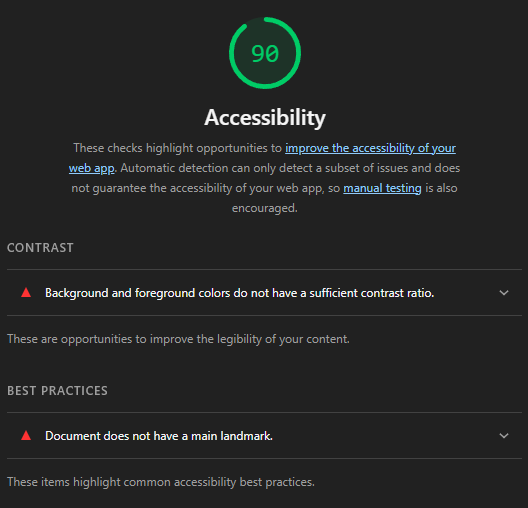 90
Accessibility
These checks highlight opportunities to improve the accessibility of your
web app. Automatic detection can only detect a subset of issues and does
not guarantee the accessibility of your web app, so manual testing is also
encouraged.
CONTRAST
Background and foreground colors do not have a sufficient contrast ratio.
These are opportunities to improve the legibility of your content.
BEST PRACTICES
Document does not have a main landmark.
These items highlight common accessibility best practices.